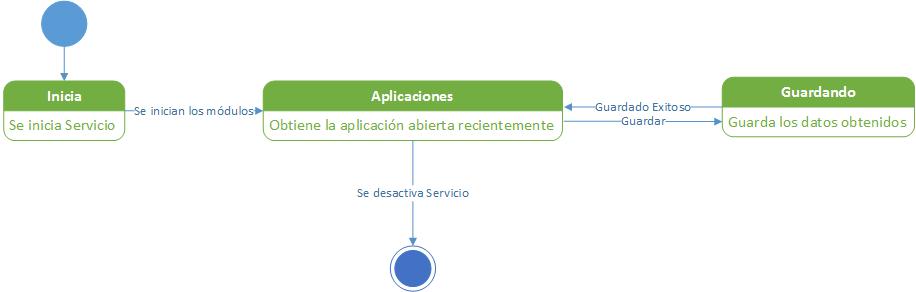 Inicia
Se inicia Servicio
Se inician los módulos
Aplicaciones
Obtiene la aplicación abierta recientemente
Guardado Exitoso
Guardar
Guardando
Guarda los datos obtenidos
Se desactiva Servicio